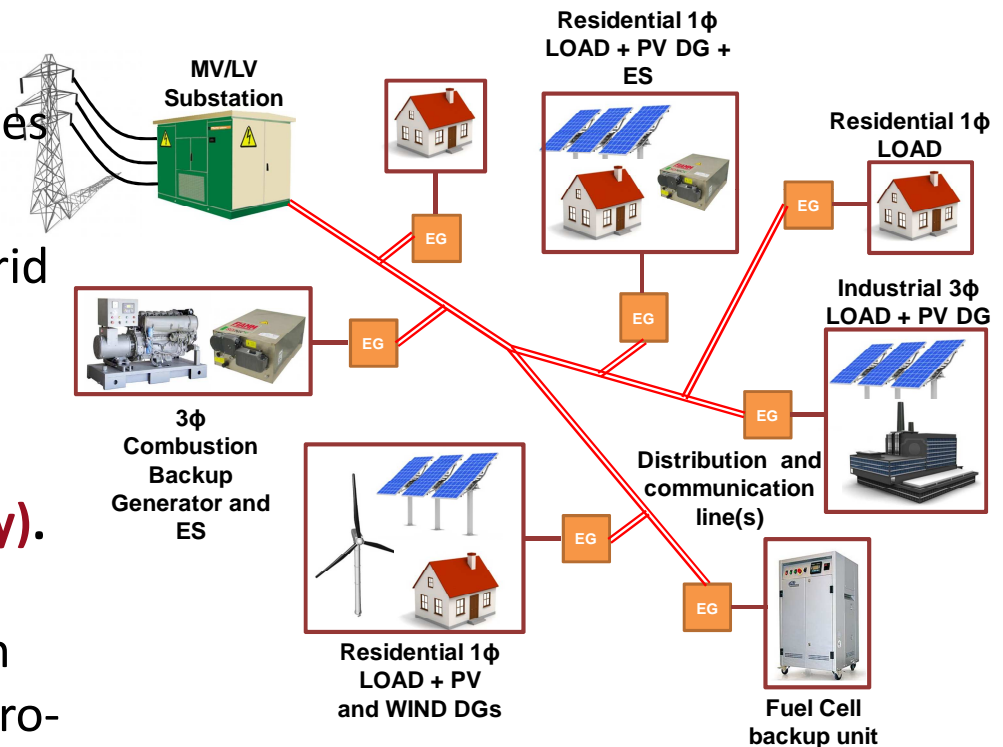 es
rid
y).
n
ro-
MV/LV
Substation
Residential 1ϕ
LOAD + PV DG +
ES
Residential 1ϕ
LOAD
Industrial 3ϕ
LOAD + PV DG
EG
EG
EG
EG
EG
EG
EG
3ϕ
Combustion
Backup
Generator and
ES
Distribution and
communication
line(s)
Residential 1ϕ
LOAD + PV
and WIND DGs
Fuel Cell
backup unit
FIAMM